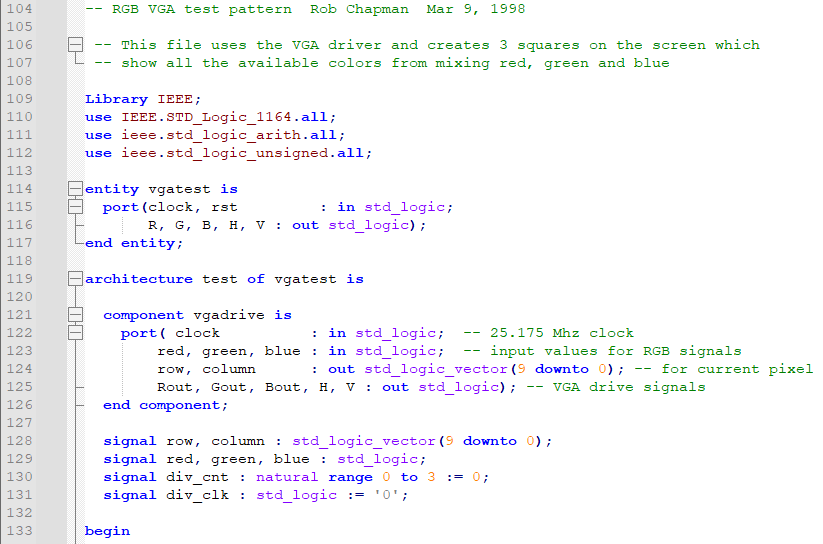 104 -- RGB VGA test pattern  Rob Chapman  Mar 9, 1998
105
106 -- This file uses the VGA driver and creates 3 squares on the screen which
107 -- show all the available colors from mixing red, green and blue
108
109 Library IEEE;
110 use IEEE.STD_Logic_1164.all;
111 use ieee.std_logic_arith.all;
112 use ieee.std_logic_unsigned.all;
113
114 entity vgatest is
115   port(clock, rst         : in std_logic;
116        R, G, B, H, V : out std_logic);
117 end entity;
118
119 architecture test of vgatest is
120
121   component vgadrive is
122     port( clock          : in std_logic;  -- 25.175 Mhz clock
123         red, green, blue : in std_logic;  -- input values for RGB signals
124         row, column      : out std_logic_vector(9 downto 0); -- for current pixel
125         Rout, Gout, Bout, H, V : out std_logic); -- VGA drive signals
126   end component;
127
128   signal row, column : std_logic_vector(9 downto 0);
129   signal red, green, blue : std_logic;
130   signal div_cnt : natural range 0 to 3 := 0;
131   signal div_clk : std_logic := '0';
132
133 begin